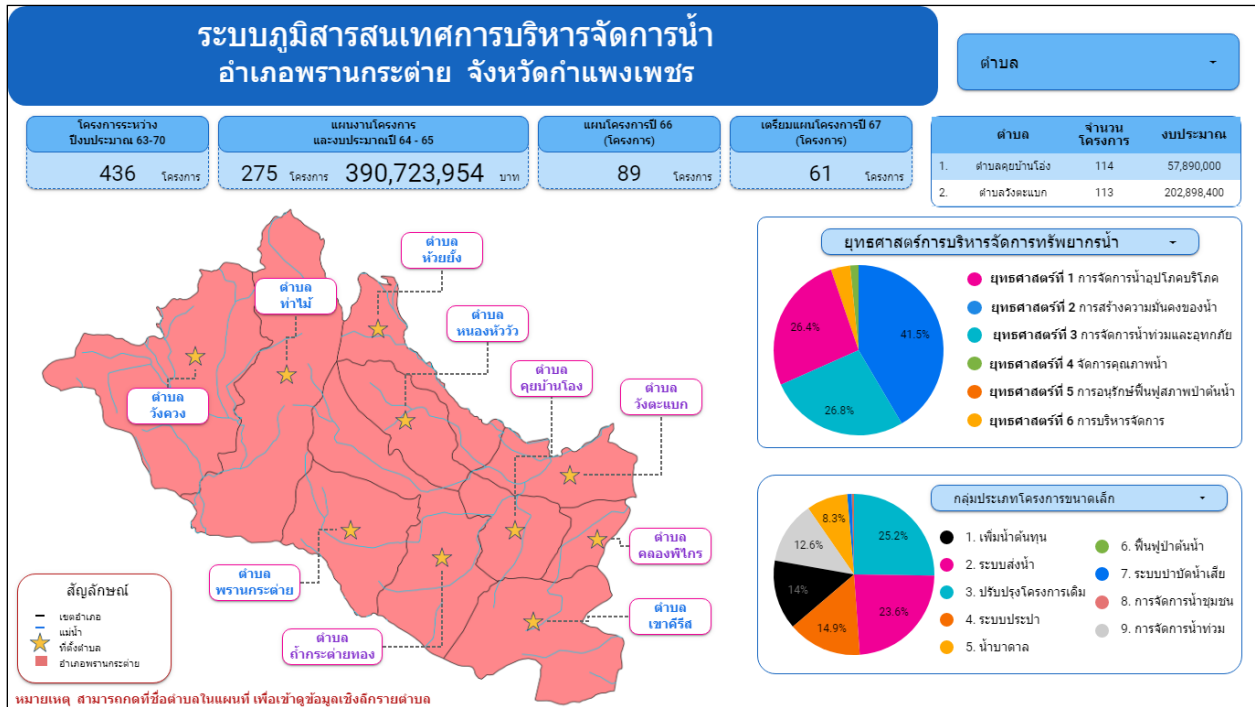 ระบบภูมิสารสนเทศการบริหารจัดการน้ำ
อำเภอพรานกระต่าย จังหวัดกำแพงเพชร
ตำบล
โครงการระหว่าง
ปีงบประมาณ 63-70
436 โครงการ
แผนงานโครงการ
และงบประมาณปี 64 - 65
275 โครงการ 390,723,954 บาท
แผนโครงการปี 66
(โครงการ)
89 โครงการ
เตรียมแผนโครงการปี 67
(โครงการ)
61 โครงการ
ตำบล จำนวนโครงการ งบประมาณ
1. ตำบลคุยบ้านโอ่ง 114 57,890,000
2. ตำบลวังตะแบก 113 202,898,400
ตำบล
ห้วยยั้ง
ตำบล
ท่าไม้
ตำบล
หนองหัววัว
ตำบล
คุยบ้านโอง
ตำบล
วังตะแบก
ตำบล
วังควง
ตำบล
คลองพิไกร
ตำบล
พรานกระต่าย
ตำบล
เขาคีรีส
ตำบล
ถ้ำกระต่ายทอง
สัญลักษณ์
เขตอำเภอ
แม่น้ำ
ที่ตั้งตำบล
อำเภอพรานกระต่าย
หมายเหตุ สามารถกดที่ชื่อตำบลในแผนที่ เพื่อเข้าดูข้อมูลเชิงลึกรายตำบล
ยุทธศาสตร์การบริหารจัดการทรัพยากรน้ำ
26.4%
41.5%
26.8%
ยุทธศาสตร์ที่ 1 การจัดการน้ำอุปโภคบริโภค
ยุทธศาสตร์ที่ 2 การสร้างความมั่นคงของน้ำ
ยุทธศาสตร์ที่ 3 การจัดการน้ำท่วมและอุทกภัย
ยุทธศาสตร์ที่ 4 จัดการคุณภาพน้ำ
ยุทธศาสตร์ที่ 5 การอนุรักษ์ฟื้นฟูสภาพป่าต้นน้ำ
ยุทธศาสตร์ที่ 6 การบริหารจัดการ
กลุ่มประเภทโครงการขนาดเล็ก
8.3%
25.2%
12.6%
14%
23.6%
14.9%
1. เพิ่มน้ำต้นทุน
2. ระบบส่งน้ำ
3. ปรับปรุงโครงการเดิม
4. ระบบประปา
5. น้ำบาดาล
6. ฟื้นฟูป่าต้นน้ำ
7. ระบบบำบัดน้ำเสีย
8. การจัดการน้ำชุมชน
9. การจัดการน้ำท่วม